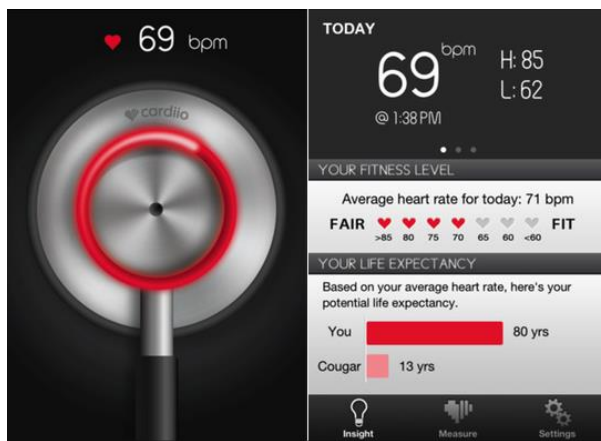 69 bpm
cardiio
TODAY
69 bpm
H: 85
L: 62
@ 1:38 PM
YOUR FITNESS LEVEL
Average heart rate for today: 71 bpm
FAIR FIT
>85 80 75 70 65 60 <60
YOUR LIFE EXPECTANCY
Based on your average heart rate, here's your
potential life expectancy.
You 80 yrs
Cougar 13 yrs
Insight Measure Settings